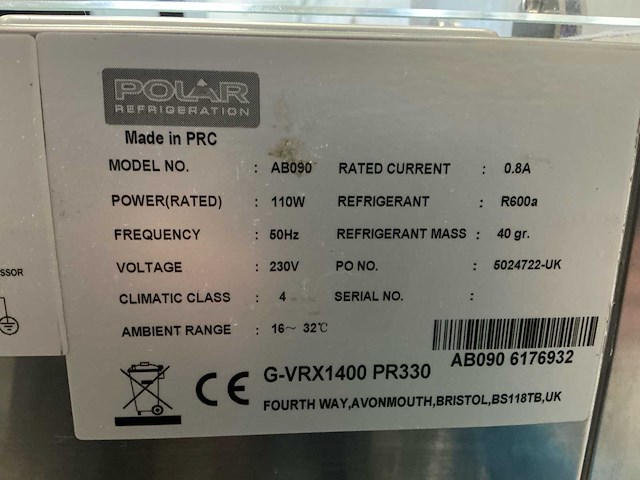 POLAR
REFRIGERATION
Made in PRC
MODEL NO. : AB090 RATED CURRENT : 0.8A
POWER(RATED) : 110W REFRIGERANT : R600a
FREQUENCY : 50Hz REFRIGERANT MASS : 40 gr.
VOLTAGE : 230V PO NO. : 5024722-UK
CLIMATIC CLASS : 4 SERIAL NO. :
AMBIENT RANGE : 16~ 32℃
AB090 6176932
CE G-VRX1400 PR330
FOURTH WAY,AVONMOUTH,BRISTOL,BS118TB,UK
SSOR